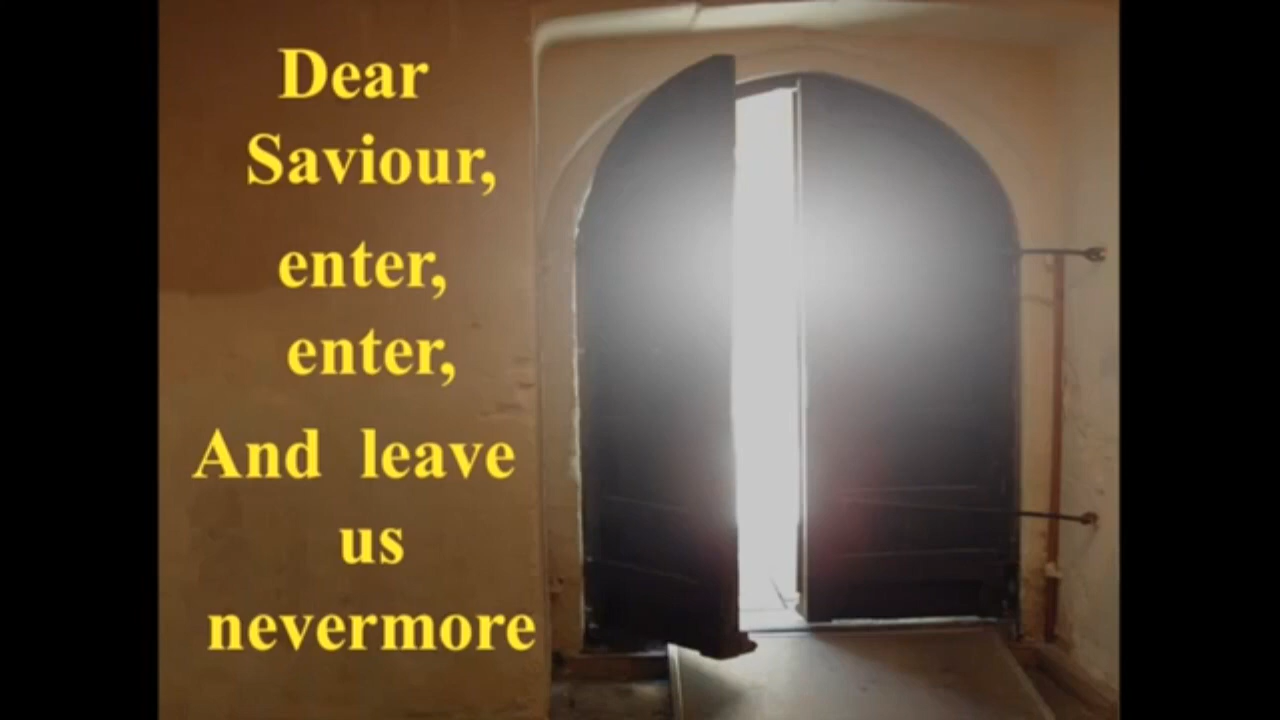 Dear
Saviour,
enter,
enter,
And leave
us
nevermore